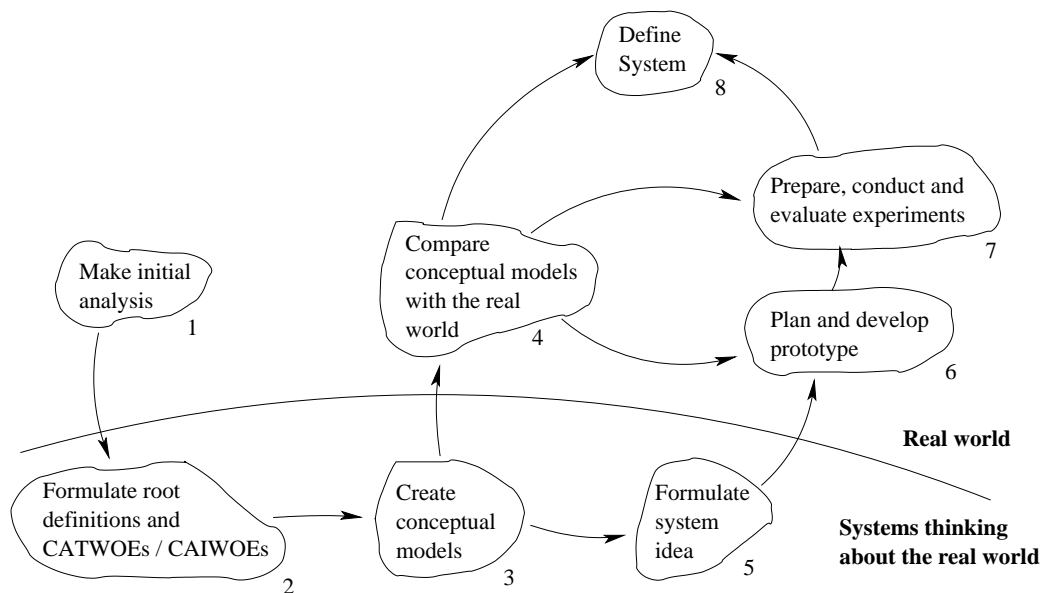 Define
System
8
Prepare, conduct and
evaluate experiments
7
Compare
conceptual models
with the real
world
4
Make initial
analysis
1
Plan and develop
prototype
6
Real world
Formulate root
definitions and
CATWOEs / CAIWOEs
2
Create
conceptual
models
3
Formulate
system
idea
5
Systems thinking
about the real world